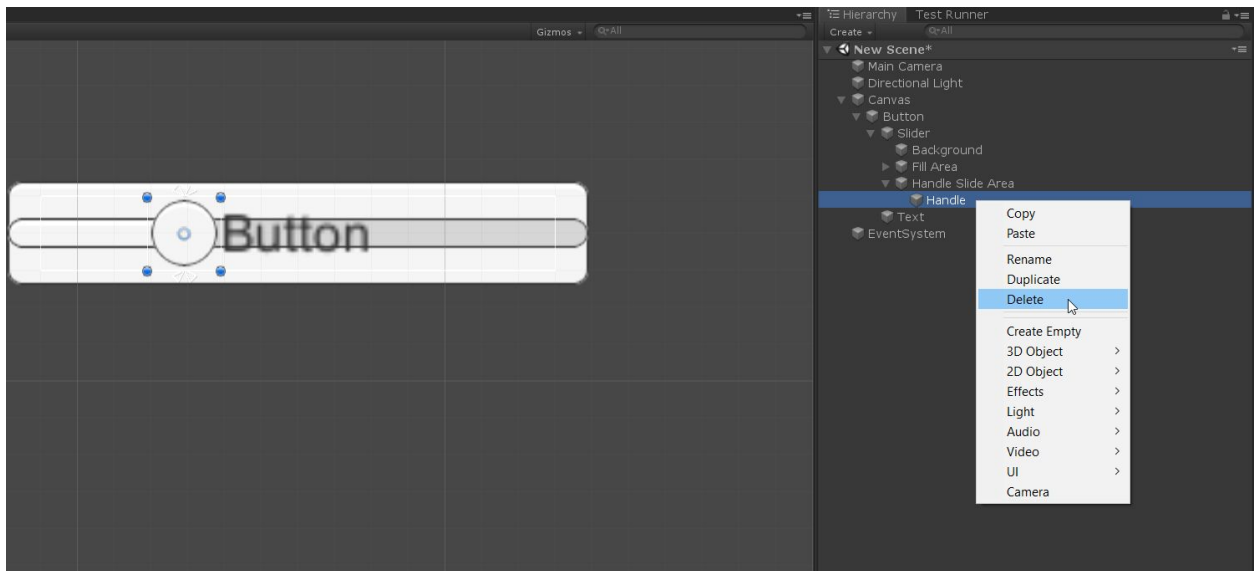 Hierarchy Test Runner
Gizmos All Create All
New Scene*
Main Camera
Directional Light
Canvas
Button
Slider
Background
Fill Area
Handle Slide Area
Handle
Text
EventSystem
Button
Copy
Paste
Rename
Duplicate
Delete
Create Empty
3D Object
2D Object
Effects
Light
Audio
Video
UI
Camera